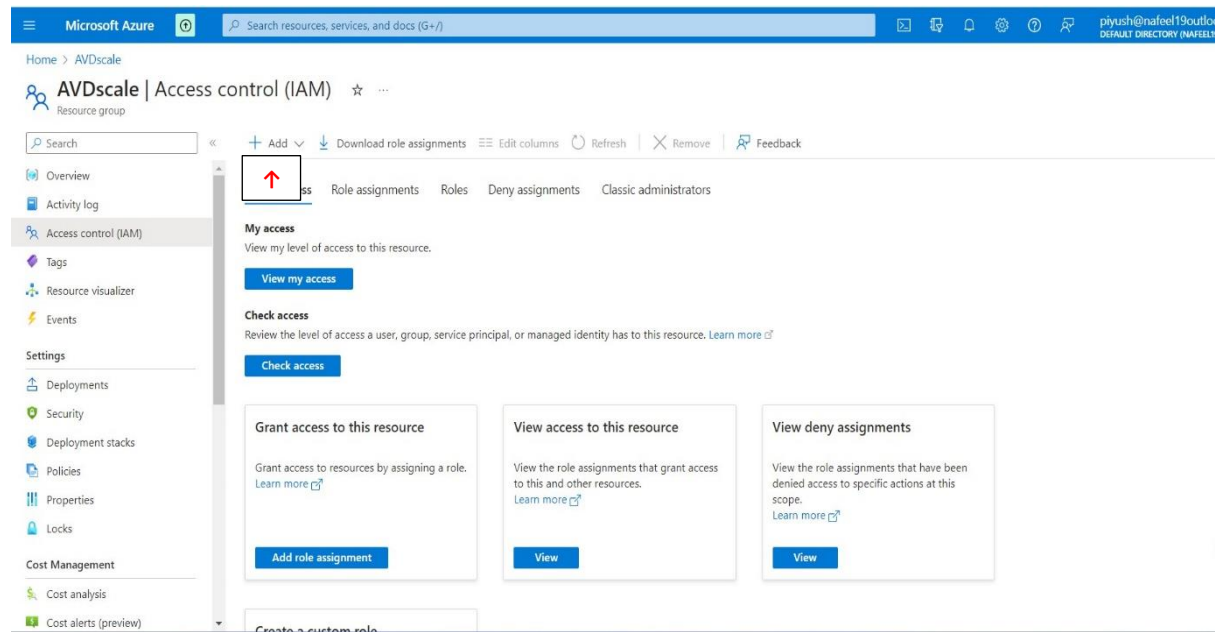 Microsoft Azure
Search resources, services, and docs (G+/)
piyush@nafeel19outlo
DEFAULT DIRECTORY (NAFEEL19
Home > AVDscale
AVDscale | Access control (IAM)
Resource group
Search
Add
Download role assignments
Edit columns
Refresh
Remove
Feedback
Overview
Activity log
Access control (IAM)
Tags
Resource visualizer
Events
Settings
Deployments
Security
Deployment stacks
Policies
Properties
Locks
Cost Management
Cost analysis
Cost alerts (preview)
ss
Role assignments
Roles
Deny assignments
Classic administrators
My access
View my level of access to this resource.
View my access
Check access
Review the level of access a user, group, service principal, or managed identity has to this resource. Learn more
Check access
Grant access to this resource
Grant access to resources by assigning a role.
Learn more
Add role assignment
View access to this resource
View the role assignments that grant access
to this and other resources.
Learn more
View
View deny assignments
View the role assignments that have been
denied access to specific actions at this
scope.
Learn more
View
Create a custom role